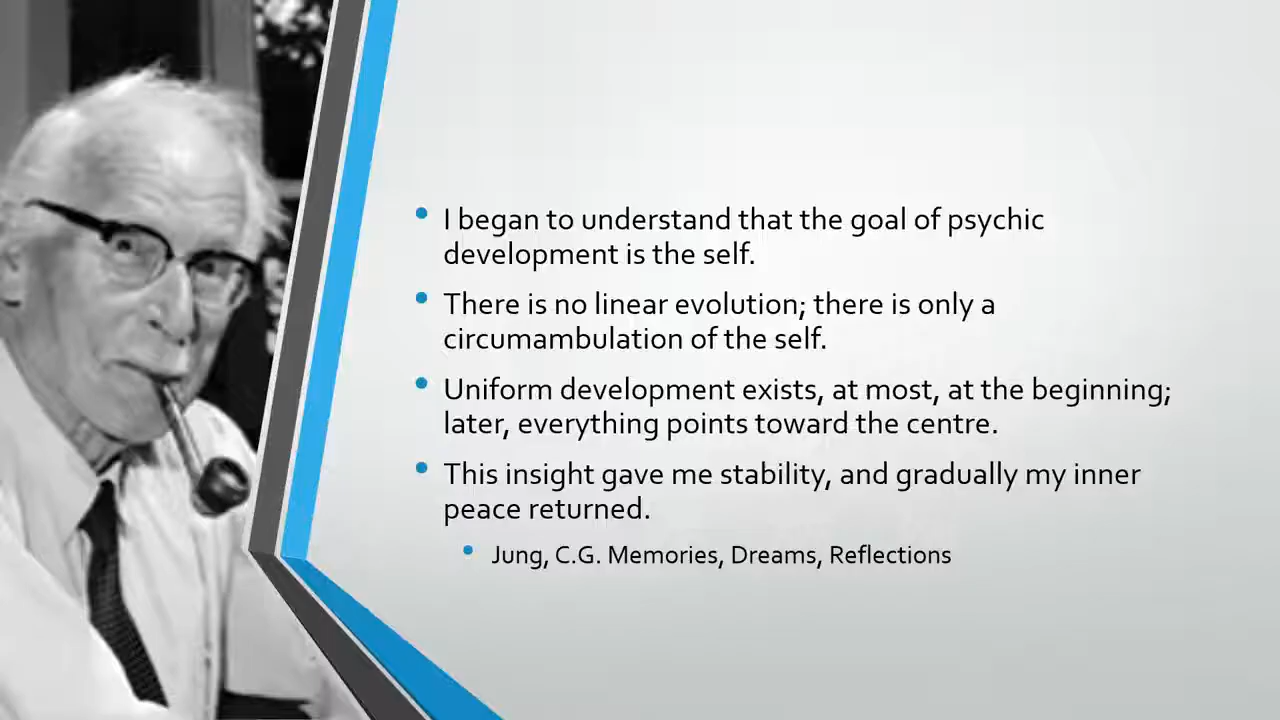 I began to understand that the goal of psychic
development is the self.
There is no linear evolution; there is only a
circumambulation of the self.
Uniform development exists, at most, at the beginning;
later, everything points toward the centre.
This insight gave me stability, and gradually my inner
peace returned.
Jung, C.G. Memories, Dreams, Reflections